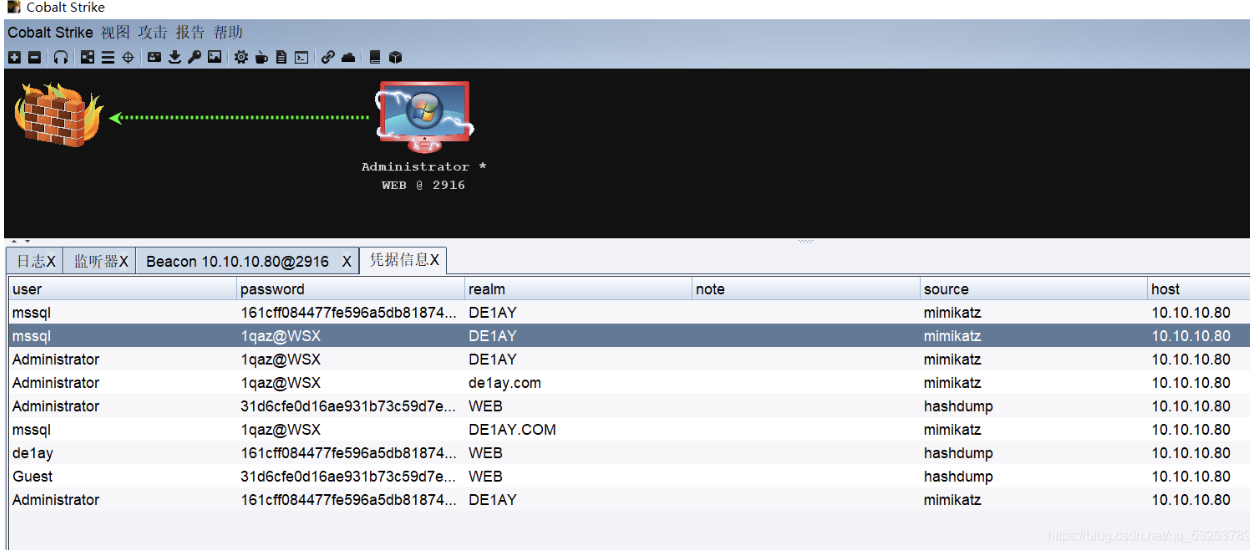 Cobalt Strike
Cobalt Strike 视图 攻击 报告 帮助
Administrator *
WEB @ 2916
日志X 监听器X Beacon 10.10.10.80@2916 X 凭据信息X
user password realm note source host
mssql 161cff084477fe596a5db81874... DE1AY mimikatz 10.10.10.80
mssql 1qaz@WSX DE1AY mimikatz 10.10.10.80
Administrator 1qaz@WSX DE1AY mimikatz 10.10.10.80
Administrator 1qaz@WSX de1ay.com mimikatz 10.10.10.80
Administrator 31d6cfe0d16ae931b73c59d7e... WEB hashdump 10.10.10.80
mssql 1qaz@WSX DE1AY.COM mimikatz 10.10.10.80
de1ay 161cff084477fe596a5db81874... WEB hashdump 10.10.10.80
Guest 31d6cfe0d16ae931b73c59d7e... WEB hashdump 10.10.10.80
Administrator 161cff084477fe596a5db81874... DE1AY mimikatz 10.10.10.80
https://blog.csdn.net/qq_53263789